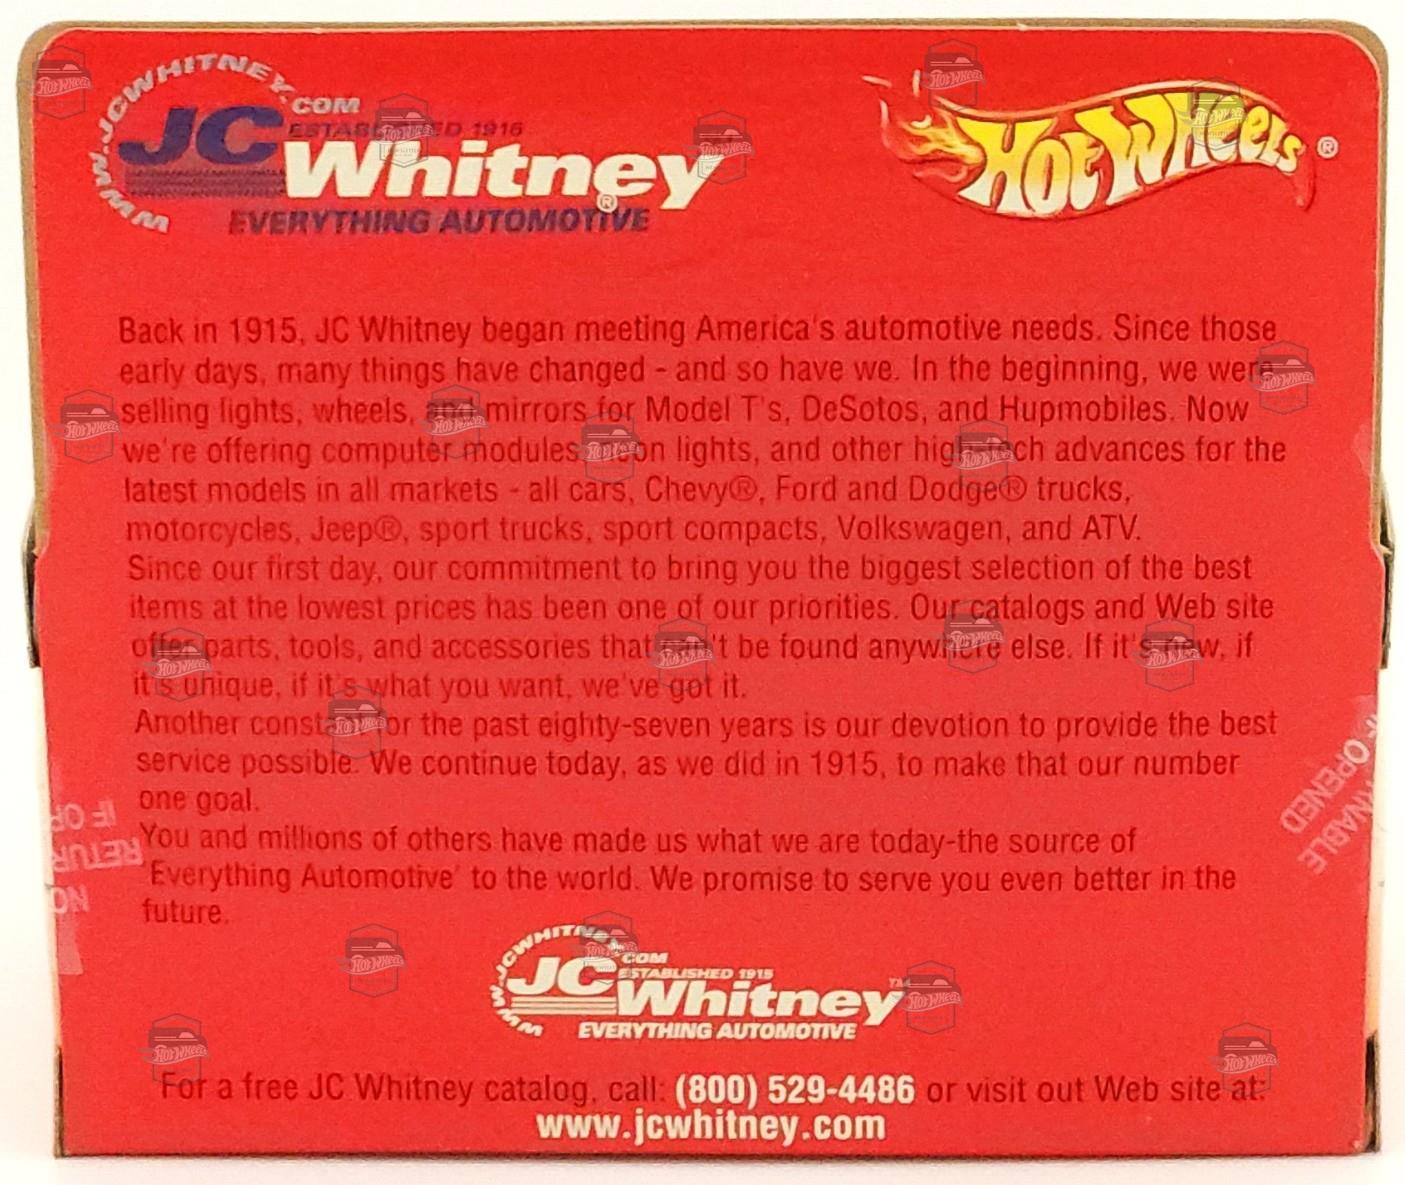 WWW.JCWHITNEY.COM
ESTABLISHED 1915
JC Whitney®
EVERYTHING AUTOMOTIVE
HOT WHEELS®
Back in 1915, JC Whitney began meeting America's automotive needs. Since those
early days, many things have changed - and so have we. In the beginning, we were
selling lights, wheels, and mirrors for Model T's, DeSotos, and Hupmobiles. Now
we're offering computer modules, lights, and other high-tech advances for the
latest models in all markets - all cars, Chevy®, Ford and Dodge® trucks,
motorcycles, Jeep®, sport trucks, sport compacts, Volkswagen, and ATV.
Since our first day, our commitment to bring you the biggest selection of the best
items at the lowest prices has been one of our priorities. Our catalogs and Web site
offer parts, tools, and accessories that can't be found anywhere else. If it's new, if
it's unique, if it's what you want, we've got it.
Another constant for the past eighty-seven years is our devotion to provide the best
service possible. We continue today, as we did in 1915, to make that our number
one goal.
You and millions of others have made us what we are today-the source of
'Everything Automotive' to the world. We promise to serve you even better in the
future.
WWW.JCWHITNEY.COM
ESTABLISHED 1915
JC Whitney™
EVERYTHING AUTOMOTIVE
For a free JC Whitney catalog, call: (800) 529-4486 or visit out Web site at:
www.jcwhitney.com
IF OPENED